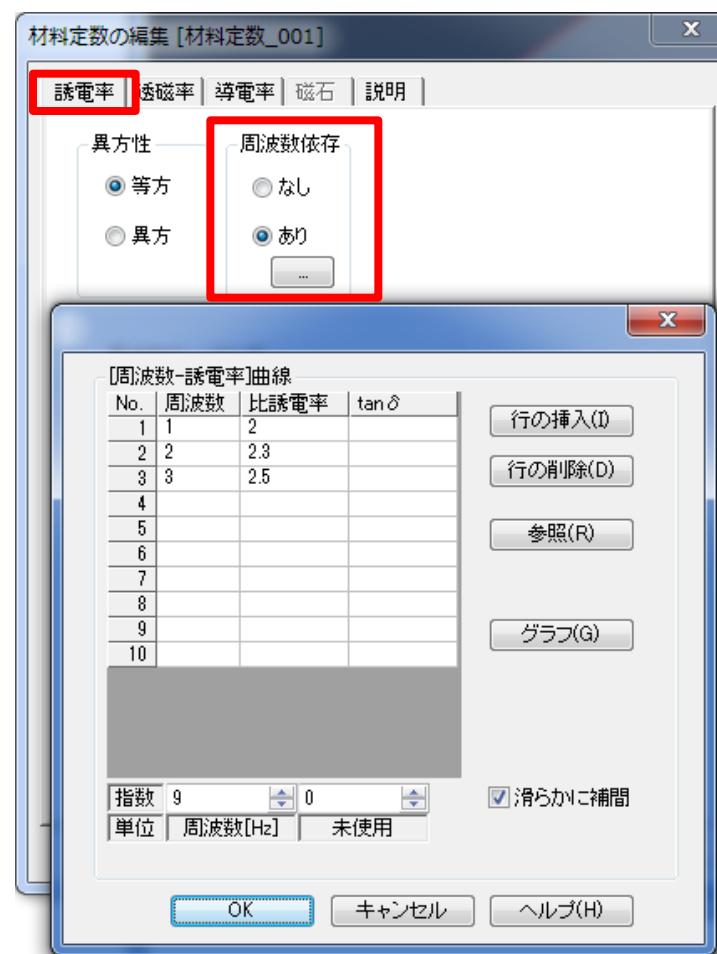 材料定数の編集 [材料定数_001]
誘電率 透磁率 導電率 磁石 説明
異方性 周波数依存
等方 なし
異方 あり
...
[周波数-誘電率]曲線
No. 周波数 比誘電率 tanδ
1 1 2
2 2 2.3
3 3 2.5
4
5
6
7
8
9
10
行の挿入(I)
行の削除(D)
参照(R)
グラフ(G)
指数 9 0
滑らかに補間
単位 周波数[Hz] 未使用
OK キャンセル ヘルプ(H)